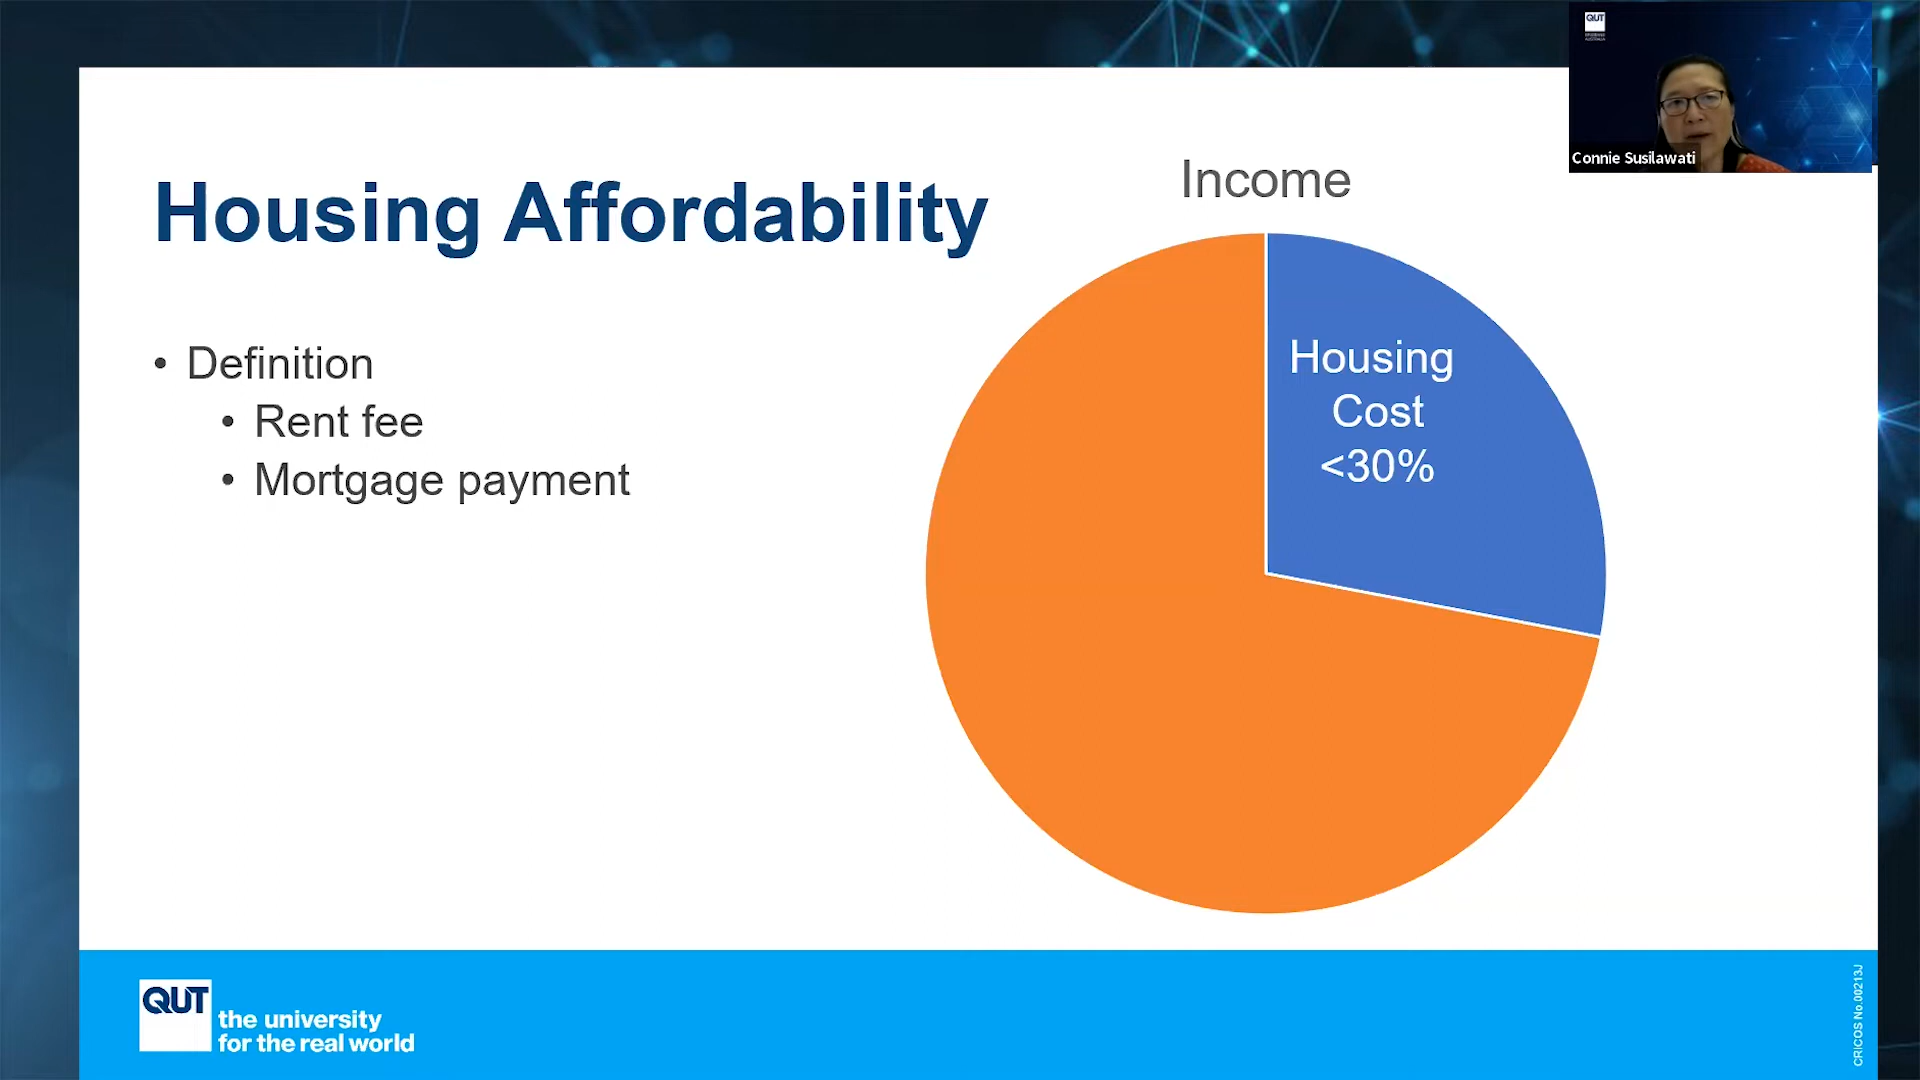 QUT
Connie Susilawati
Income
Housing Affordability
• Definition
• Rent fee
• Mortgage payment
Housing
Cost
<30%
QUT
the university
for the real world
CRICOS No.00213J